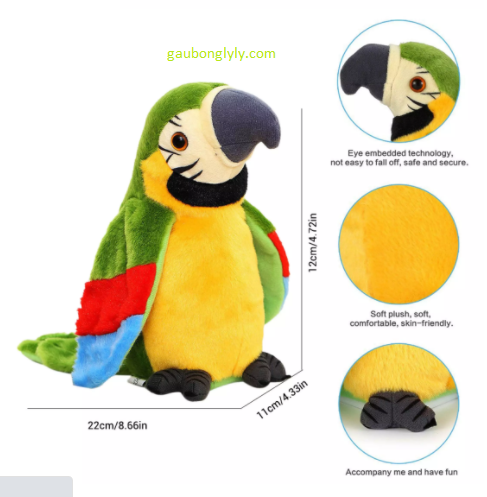 gaubonglyly.com
Eye embedded technology,
not easy to fall off, safe and secure.
12cm/4.72in
Soft plush, soft,
comfortable, skin-friendly.
11cm/4.33in
22cm/8.66in
Accompany me and have fun